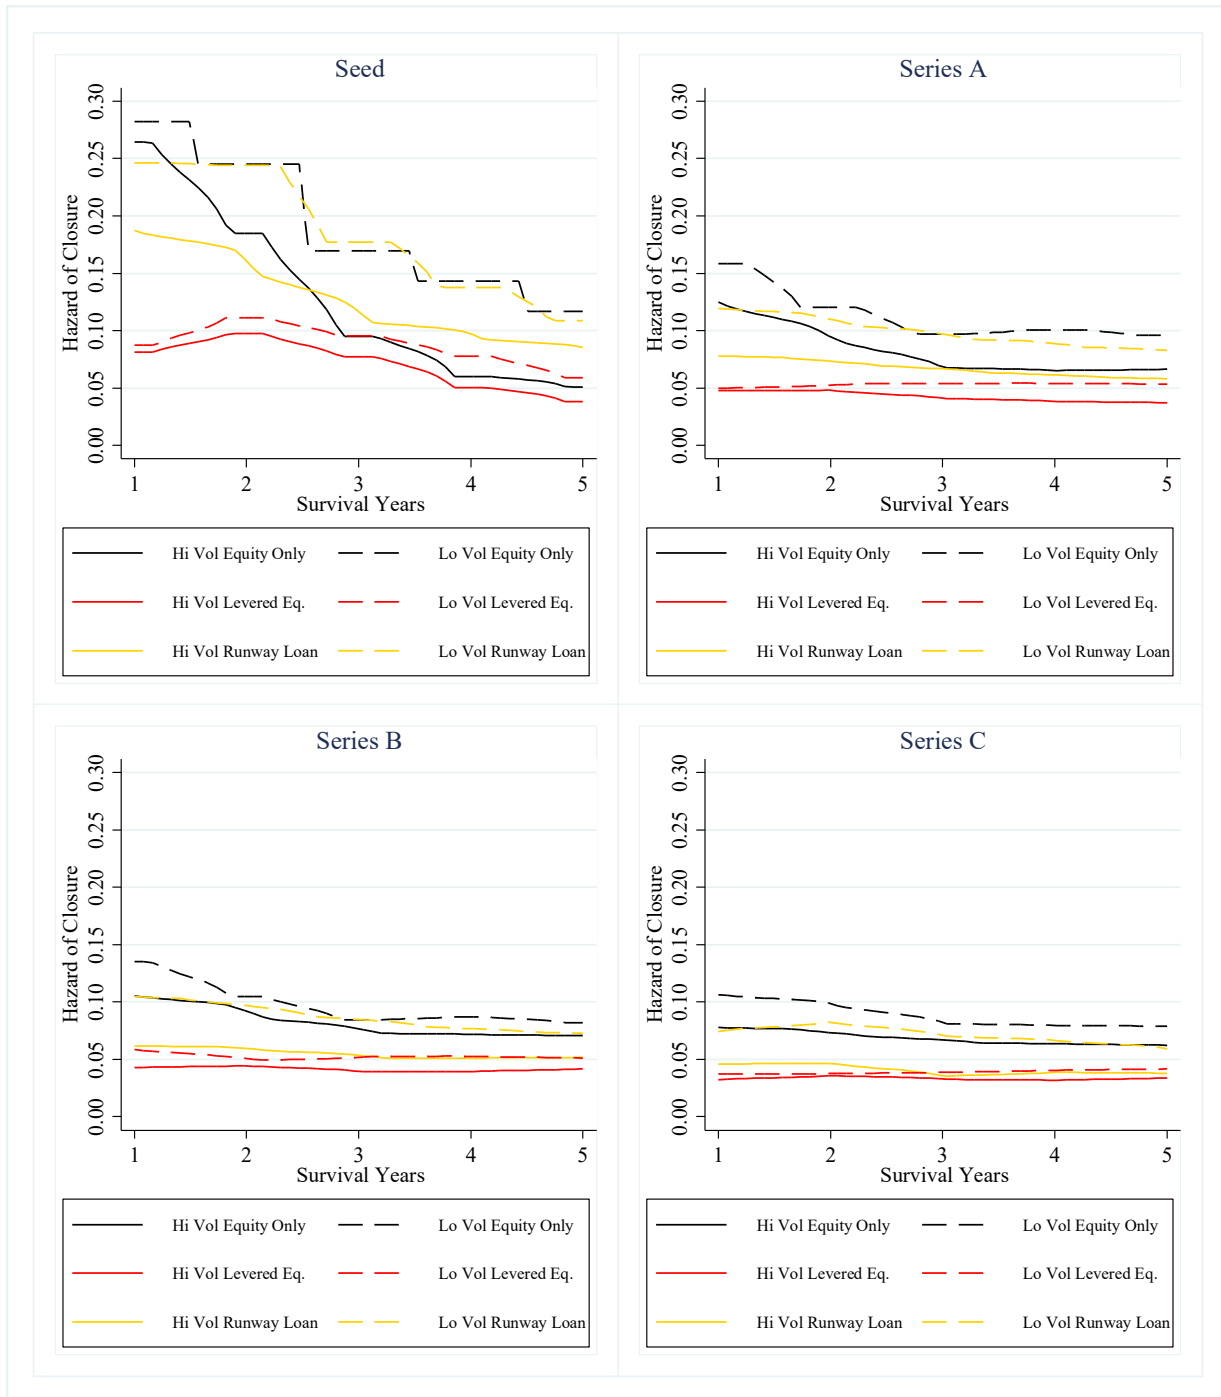 Seed
Hazard of Closure
0.00 0.05 0.10 0.15 0.20 0.25 0.30
1 2 3 4 5
Survival Years
Hi Vol Equity Only Lo Vol Equity Only
Hi Vol Levered Eq. Lo Vol Levered Eq.
Hi Vol Runway Loan Lo Vol Runway Loan
Series A
Hazard of Closure
0.00 0.05 0.10 0.15 0.20 0.25 0.30
1 2 3 4 5
Survival Years
Hi Vol Equity Only Lo Vol Equity Only
Hi Vol Levered Eq. Lo Vol Levered Eq.
Hi Vol Runway Loan Lo Vol Runway Loan
Series B
Hazard of Closure
0.00 0.05 0.10 0.15 0.20 0.25 0.30
1 2 3 4 5
Survival Years
Hi Vol Equity Only Lo Vol Equity Only
Hi Vol Levered Eq. Lo Vol Levered Eq.
Hi Vol Runway Loan Lo Vol Runway Loan
Series C
Hazard of Closure
0.00 0.05 0.10 0.15 0.20 0.25 0.30
1 2 3 4 5
Survival Years
Hi Vol Equity Only Lo Vol Equity Only
Hi Vol Levered Eq. Lo Vol Levered Eq.
Hi Vol Runway Loan Lo Vol Runway Loan